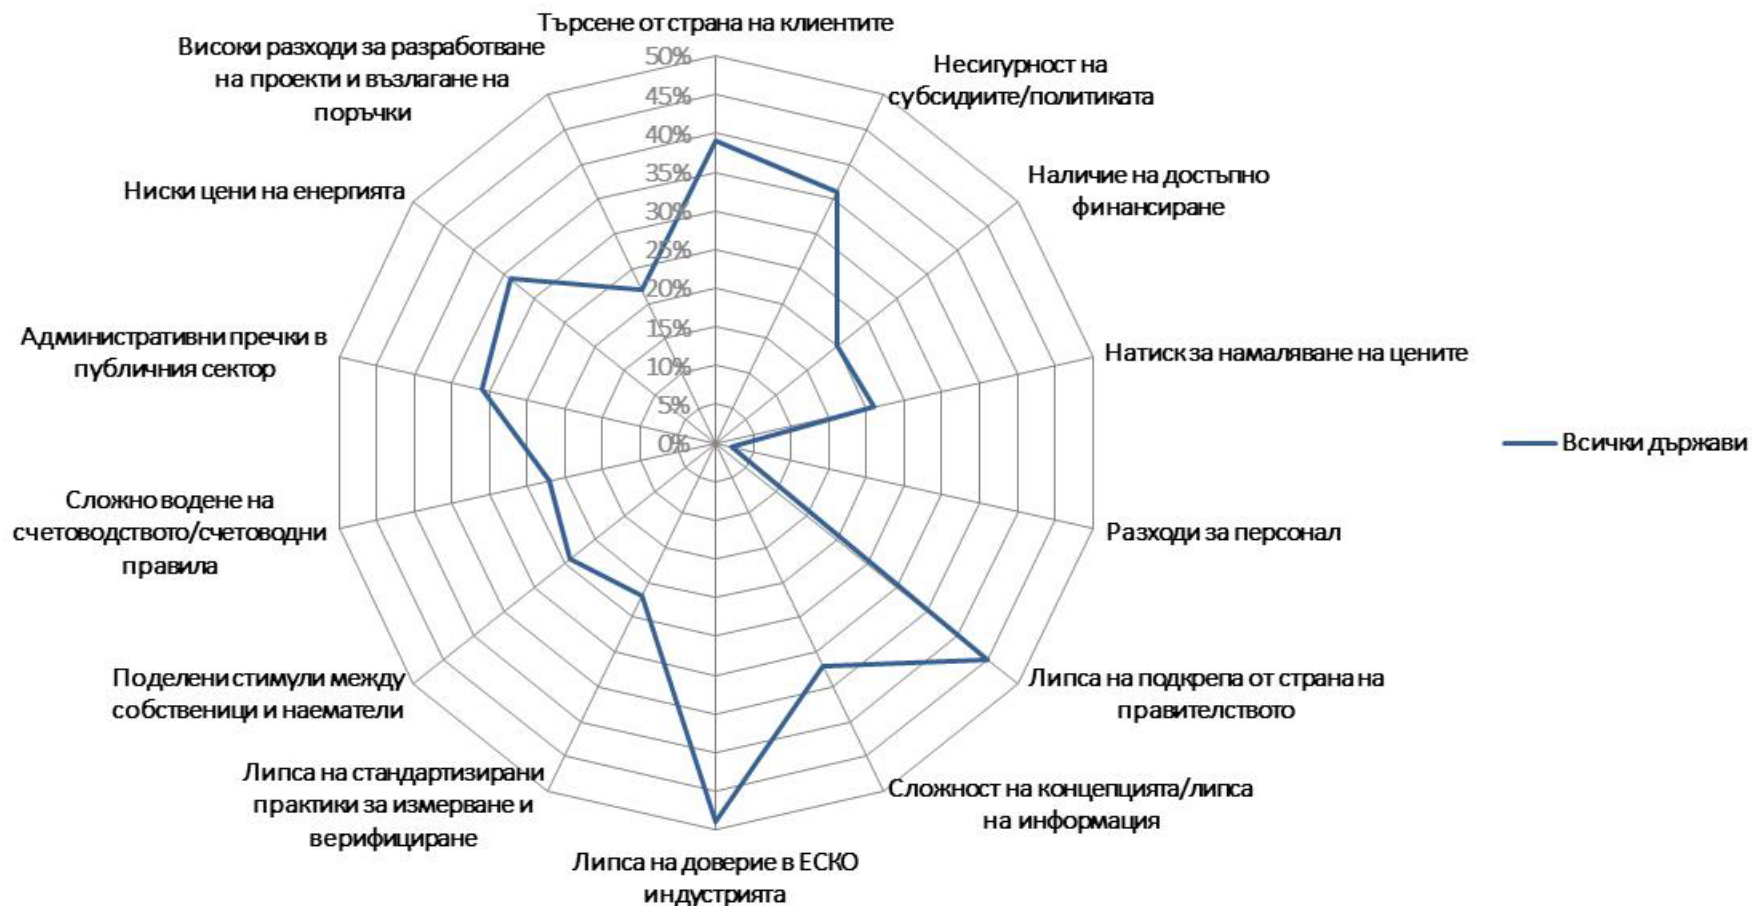 Търсене от страна на клиентите
Несигурност на
субсидиите/политиката
Наличие на достъпно
финансиране
Натиск за намаляване на цените
Разходи за персонал
Липса на подкрепа от страна на
правителството
Сложност на концепцията/липса
на информация
Липса на доверие в ЕСКО
индустрията
Липса на стандартизирани
практики за измерване и
верифициране
Поделени стимули между
собственици и наематели
Сложно водене на
счетоводството/счетоводни
правила
Административни пречки в
публичния сектор
Ниски цени на енергията
Високи разходи за разработване
на проекти и възлагане на
поръчки
50%
45%
40%
35%
30%
25%
20%
15%
10%
5%
0%
Всички държави